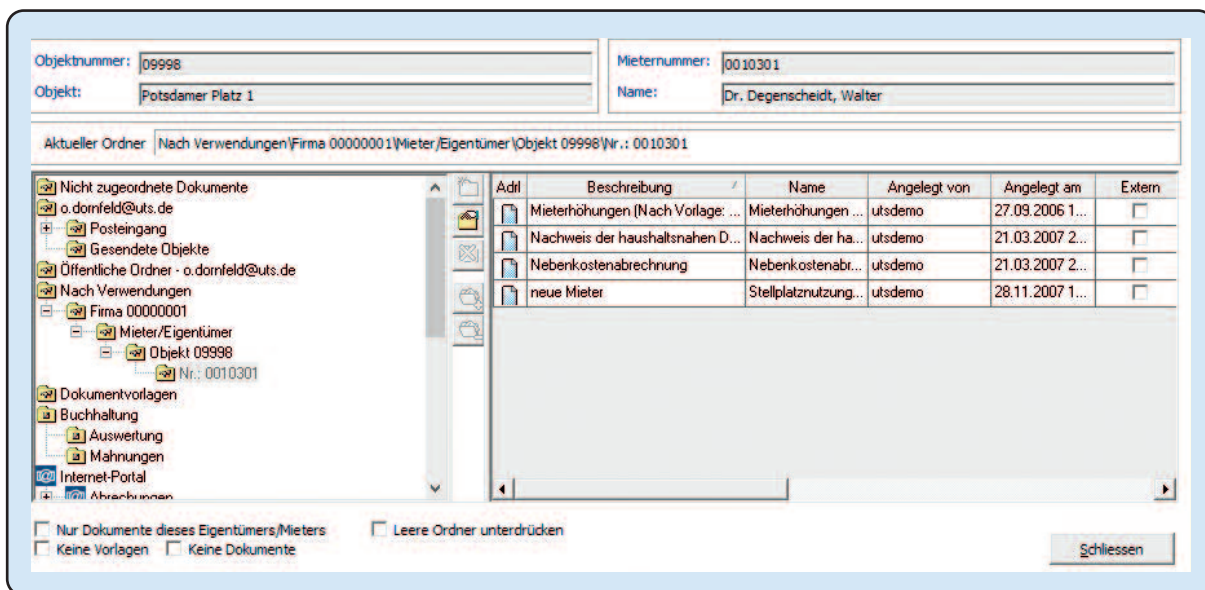 Objektnummer: 09998
Objekt: Potsdamer Platz 1
Mieternummer: 0010301
Name: Dr. Degenscheidt, Walter
Aktueller Ordner Nach Verwendungen\Firma 00000001\Mieter/Eigentümer\Objekt 09998\Nr.: 0010301
Nicht zugeordnete Dokumente
o.dornfeld@uts.de
Posteingang
Gesendete Objekte
Öffentliche Ordner - o.dornfeld@uts.de
Nach Verwendungen
Firma 00000001
Mieter/Eigentümer
Objekt 09998
Nr.: 0010301
Dokumentvorlagen
Buchhaltung
Auswertung
Mahnungen
Internet-Portal
Abrechungen
Adrl Beschreibung Name Angelegt von Angelegt am Extern
Mieterhöhungen (Nach Vorlage: ... Mieterhöhungen ... utsdemo 27.09.2006 1...
Nachweis der haushaltsnahen D... Nachweis der ha... utsdemo 21.03.2007 2...
Nebenkostenabrechnung Nebenkostenabr... utsdemo 21.03.2007 2...
neue Mieter Stellplatznutzung... utsdemo 28.11.2007 1...
Nur Dokumente dieses Eigentümers/Mieters Leere Ordner unterdrücken
Keine Vorlagen Keine Dokumente
Schliessen